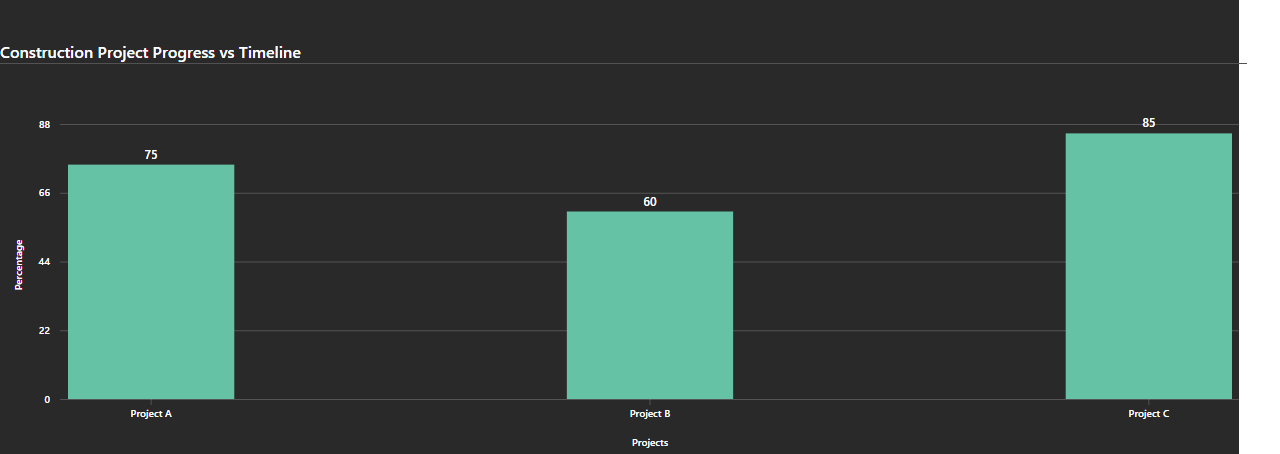 Construction Project Progress vs Timeline
88
66
44
22
0
Percentage
75
60
85
Project A
Project B
Project C
Projects